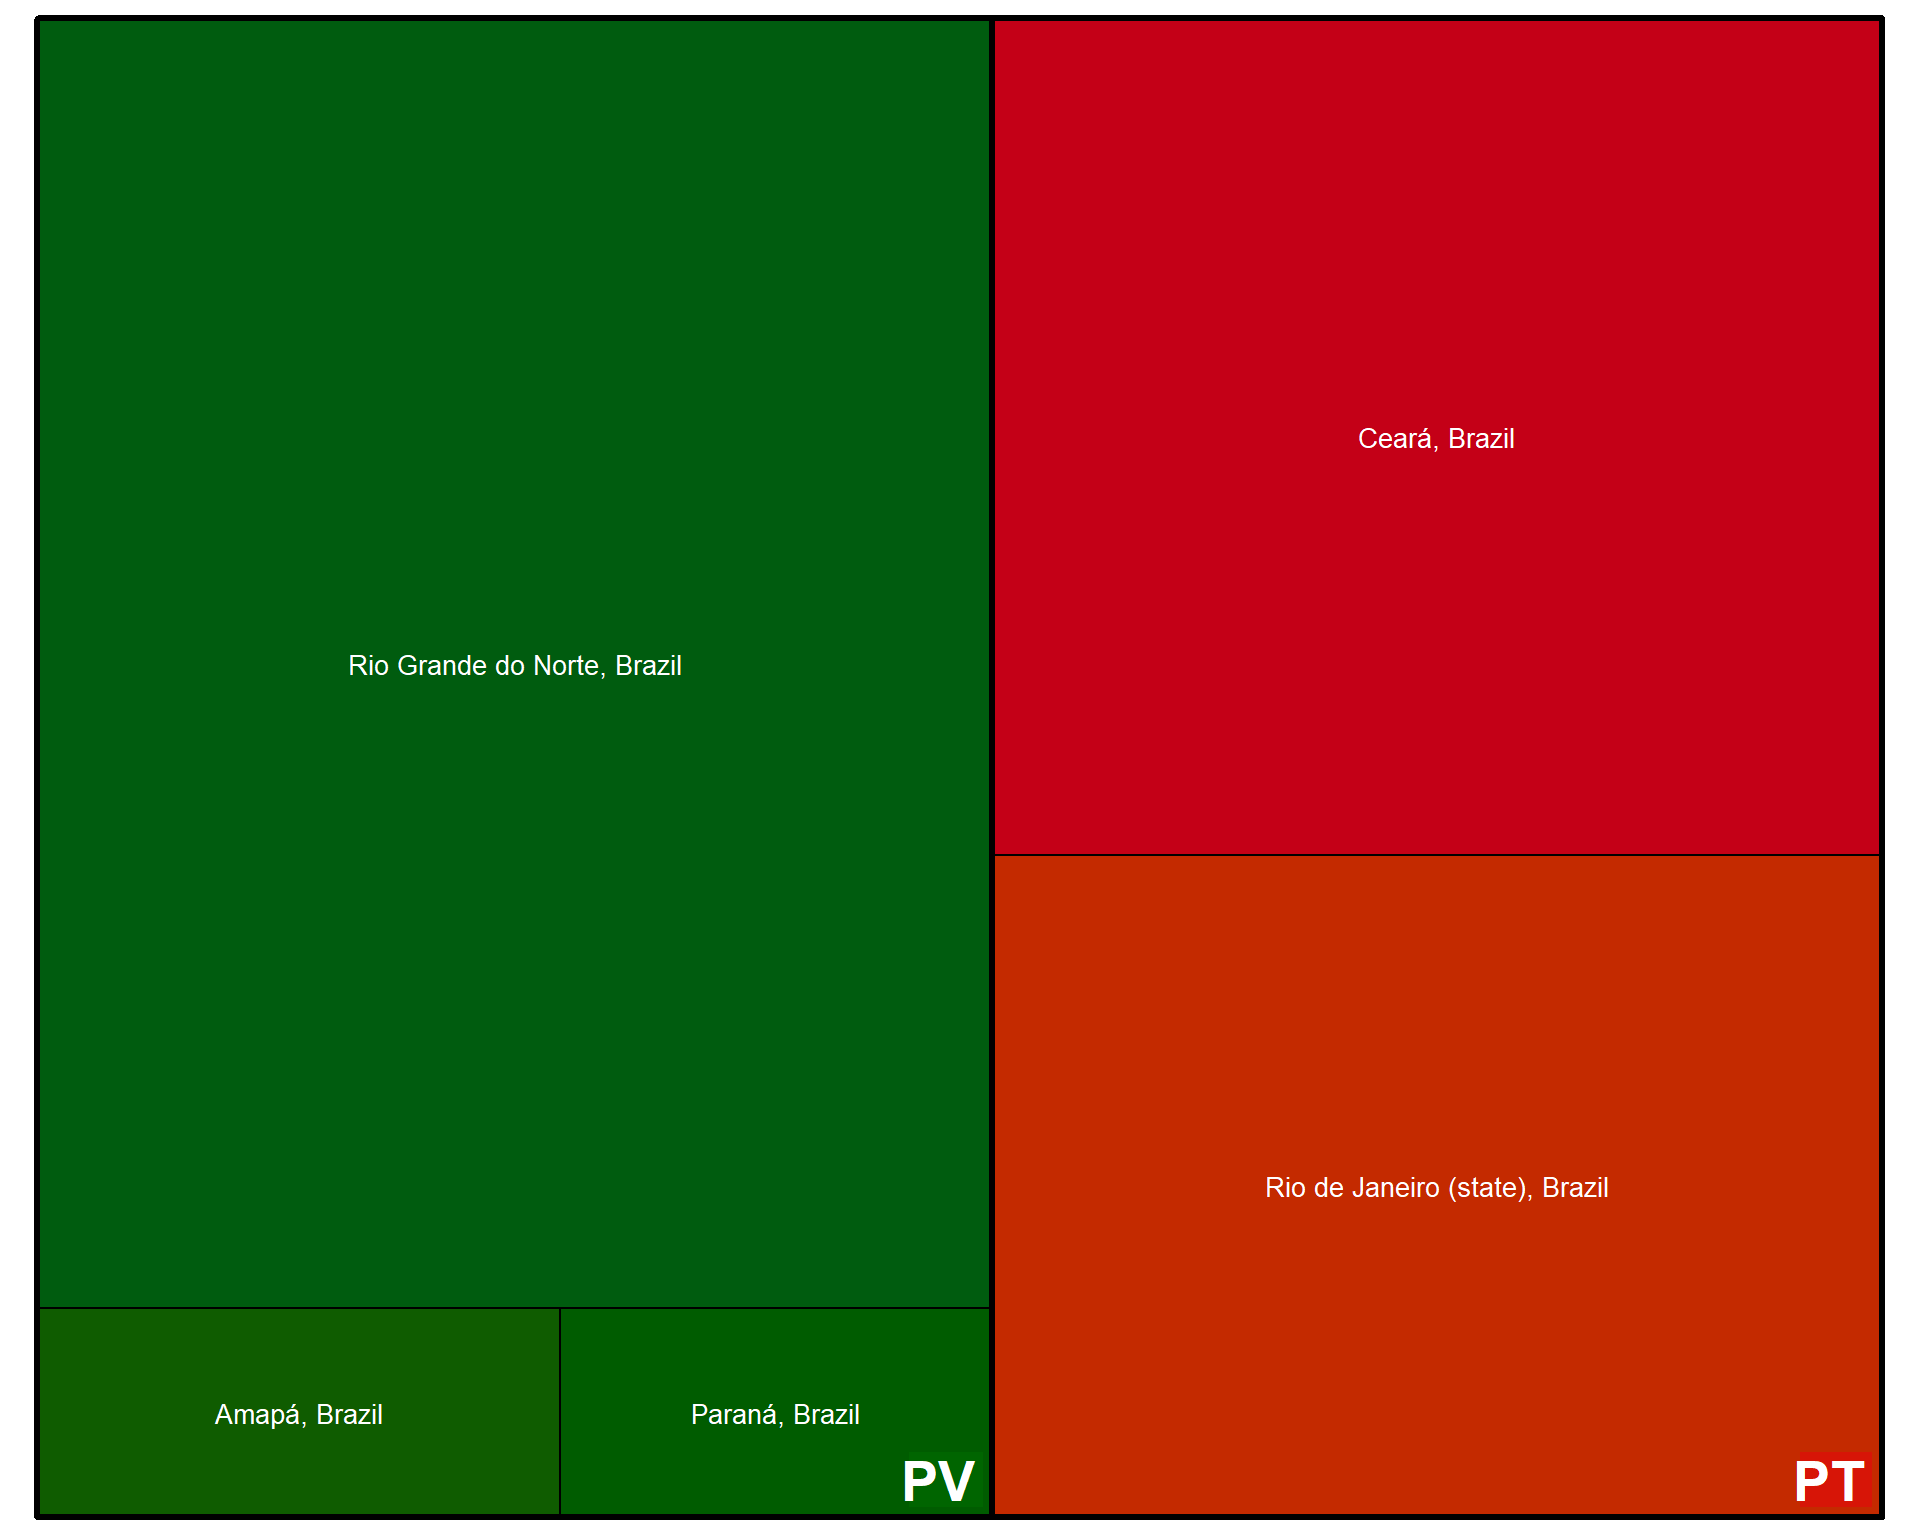 Rio Grande do Norte, Brazil
Amapá, Brazil
Paraná, Brazil
PV
Ceará, Brazil
Rio de Janeiro (state), Brazil
PT